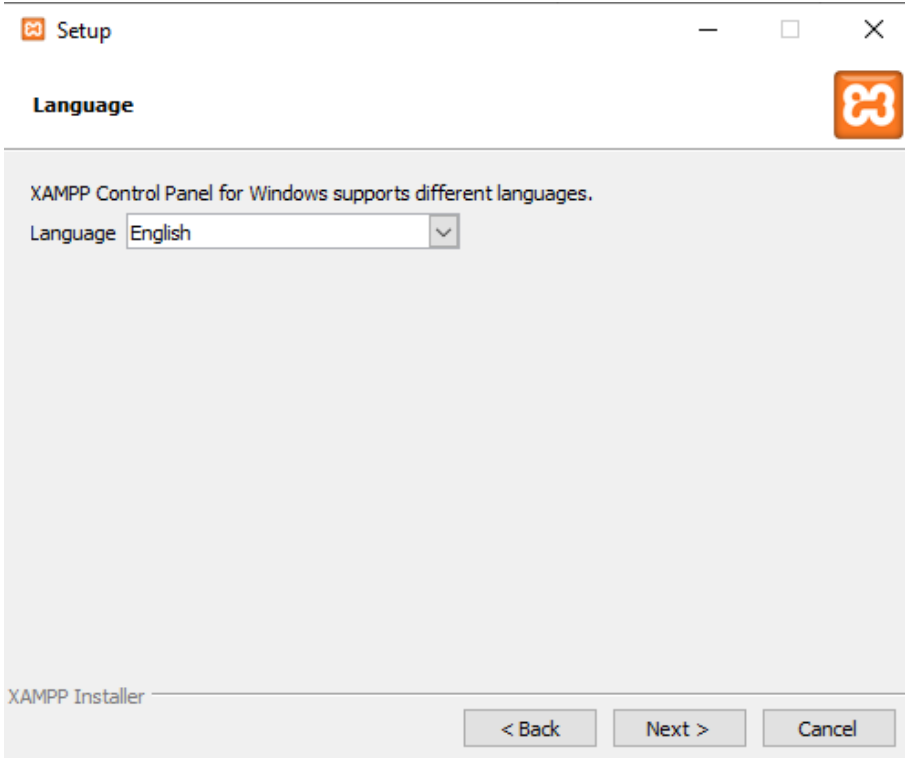 Setup
Language
XAMPP Control Panel for Windows supports different languages.
Language English
XAMPP Installer
< Back Next > Cancel